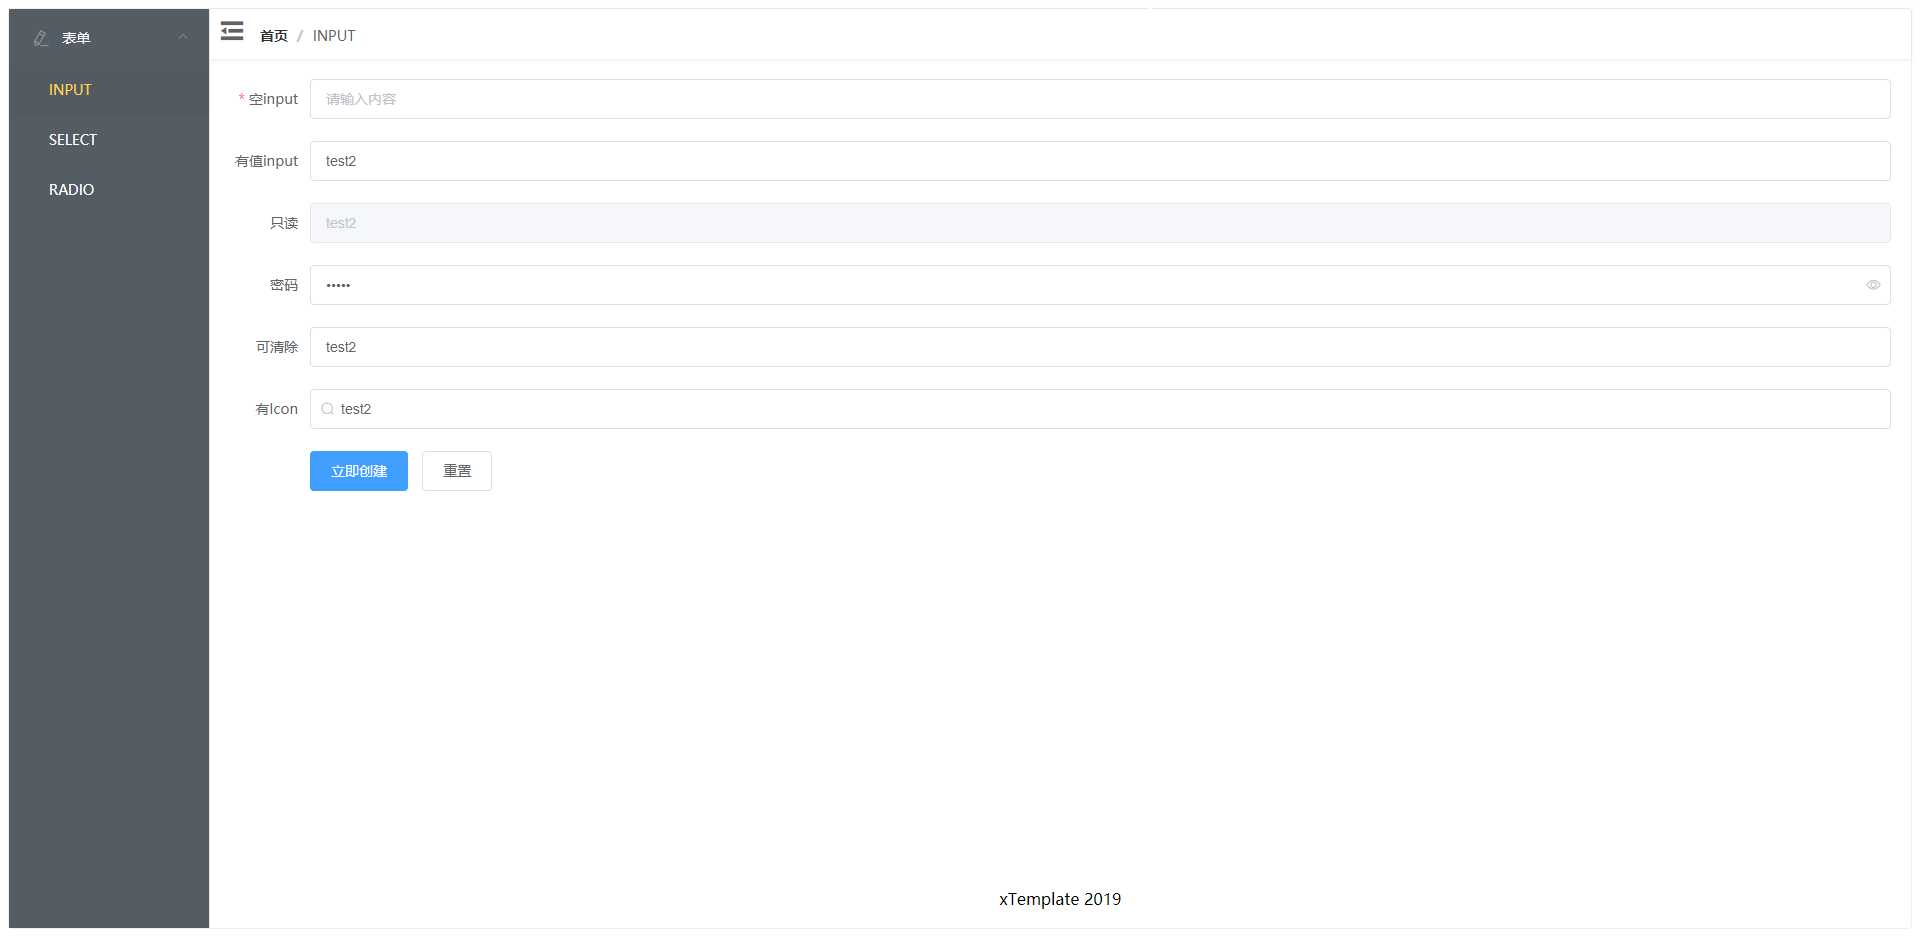 表单
INPUT
SELECT
RADIO
首页 / INPUT
* 空input 请输入内容
有值input test2
只读 test2
密码 •••••
可清除 test2
有Icon test2
立即创建 重置
xTemplate 2019